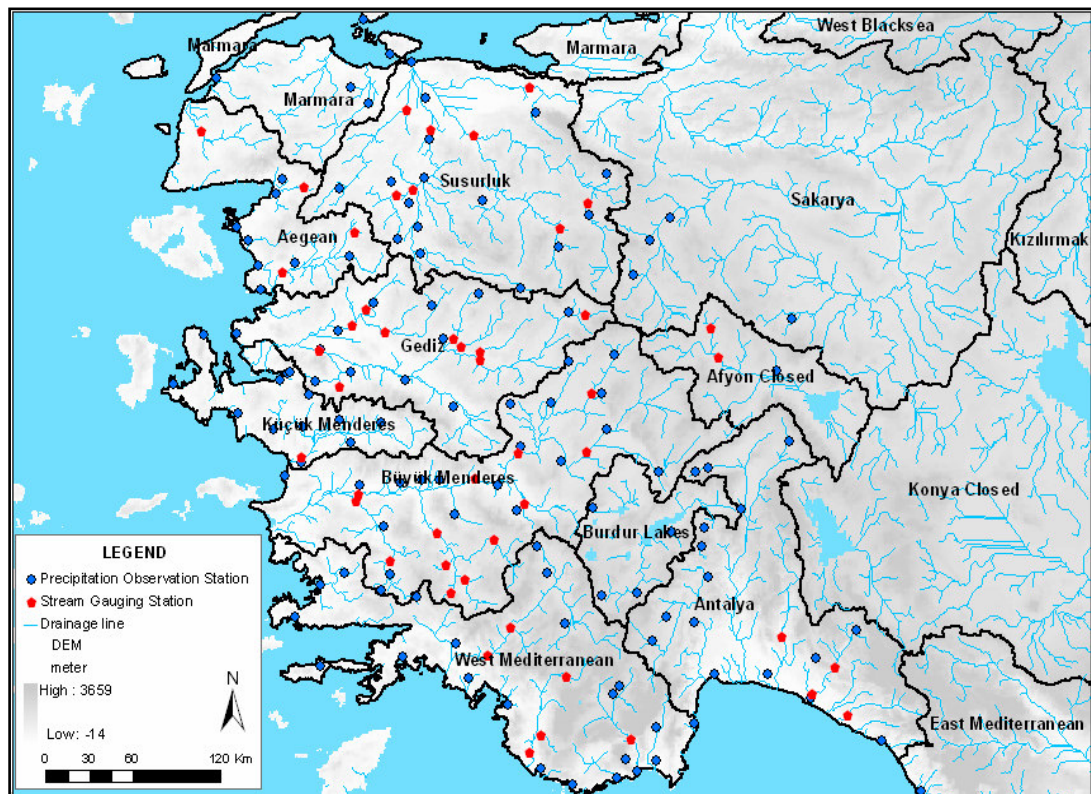 West Blacksea
Marmara
Marmara
Marmara
Susurluk
Sakarya
Aegean
Kızılırmak
Gediz
Afyon Closed
Küçük Menderes
Büyük Menderes
Konya Closed
Burdur Lakes
Antalya
West Mediterranean
East Mediterranean
LEGEND
Precipitation Observation Station
Stream Gauging Station
Drainage line
DEM
meter
High : 3659
N
Low: -14
0 30 60 120 Km